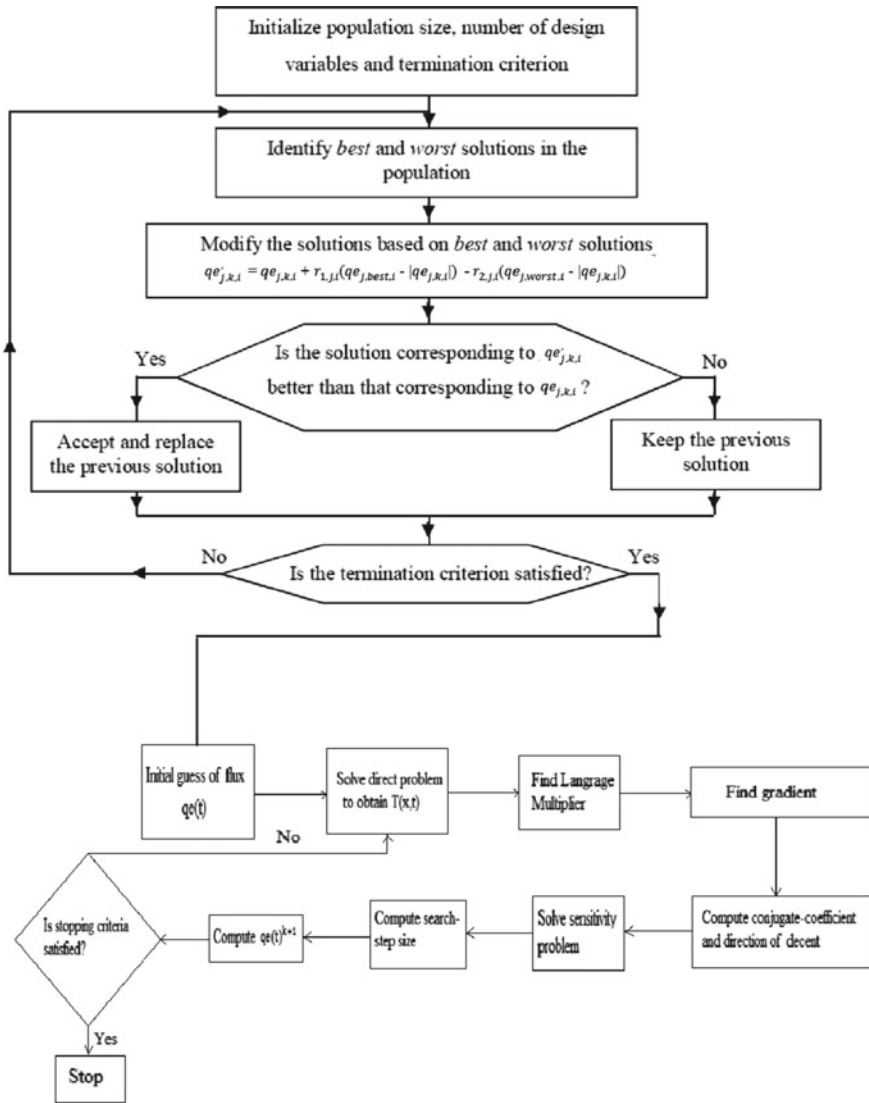 Initialize population size, number of design
variables and termination criterion
Identify best and worst solutions in the
population
Modify the solutions based on best and worst solutions
qe′j,k,i = qej,k,i + r1,j,i(qej,best,i - |qej,k,i|) - r2,j,i(qej,worst,i - |qej,k,i|)
Yes
Is the solution corresponding to qe′j,k,i
better than that corresponding to qej,k,i ?
No
Accept and replace
the previous solution
Keep the previous
solution
No
Is the termination criterion satisfied?
Yes
Initial guess of flux
qe(t)
Solve direct problem
to obtain T(x,t)
Find Langrage
Multiplier
Find gradient
No
Is stopping criteria
satisfied?
Compute qe(t)^k+1
Compute search-
step size
Solve sensitivity
problem
Compute conjugate-coefficient
and direction of decent
Yes
Stop